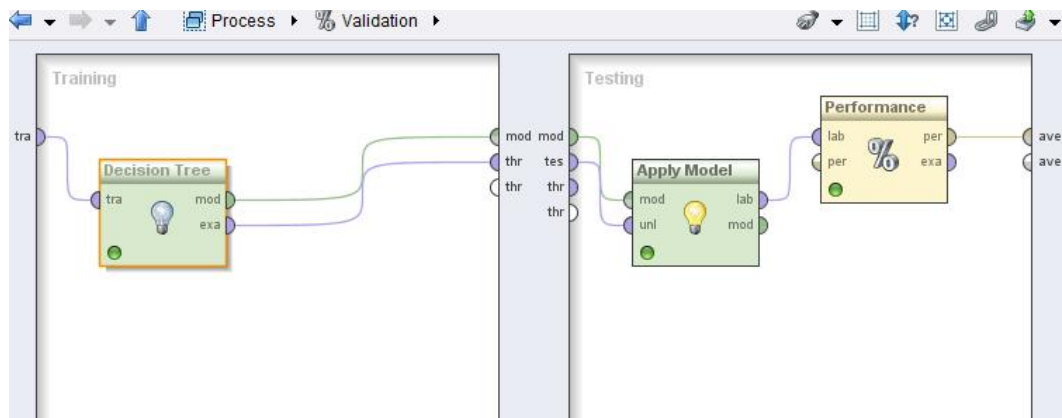 Process Validation
Training
Testing
Performance
tra
mod mod
lab per
ave
thr tes
per exa
ave
Decision Tree
Apply Model
thr thr
tra mod
mod lab
thr
exa
unl mod